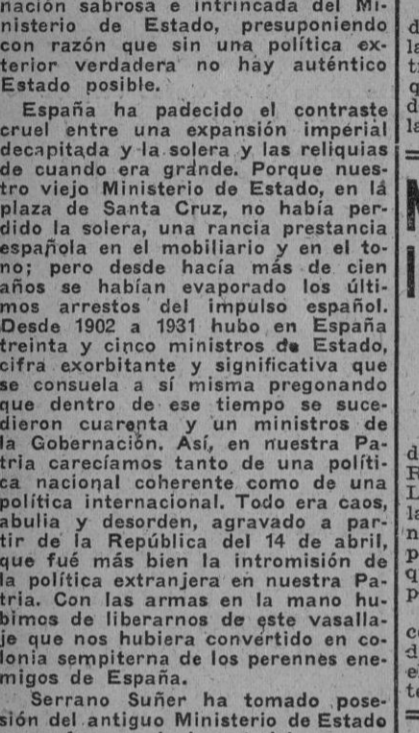 nación sabrosa e intrincada del Mi-
nisterio de Estado, presuponiendo
con razón que sin una política ex-
terior verdadera no hay auténtico
Estado posible.
España ha padecido el contraste
cruel entre una expansión imperial
decapitada y la solera y las reliquias
de cuando era grande. Porque nues-
tro viejo Ministerio de Estado, en la
plaza de Santa Cruz, no había per-
dido la solera, una rancia prestancia
española en el mobiliario y en el to-
no; pero desde hacía más de cien
años se habían evaporado los últi-
mos arrestos del impulso español.
Desde 1902 a 1931 hubo en España
treinta y cinco ministros de Estado,
cifra exorbitante y significativa que
se consuela a sí misma pregonando
que dentro de ese tiempo se suce-
dieron cuarenta y un ministros de
la Gobernación. Así, en nuestra Pa-
tria carecíamos tanto de una políti-
ca nacional coherente como de una
política internacional. Todo era caos,
abulia y desorden, agravado a par-
tir de la República del 14 de abril,
que fué más bien la intromisión de
la política extranjera en nuestra Pa-
tria. Con las armas en la mano hu-
bimos de liberarnos de este vasalla-
je que nos hubiera convertido en co-
lonia sempiterna de los perennes ene-
migos de España.
Serrano Suñer ha tomado pose-
sión del antiguo Ministerio de Estado